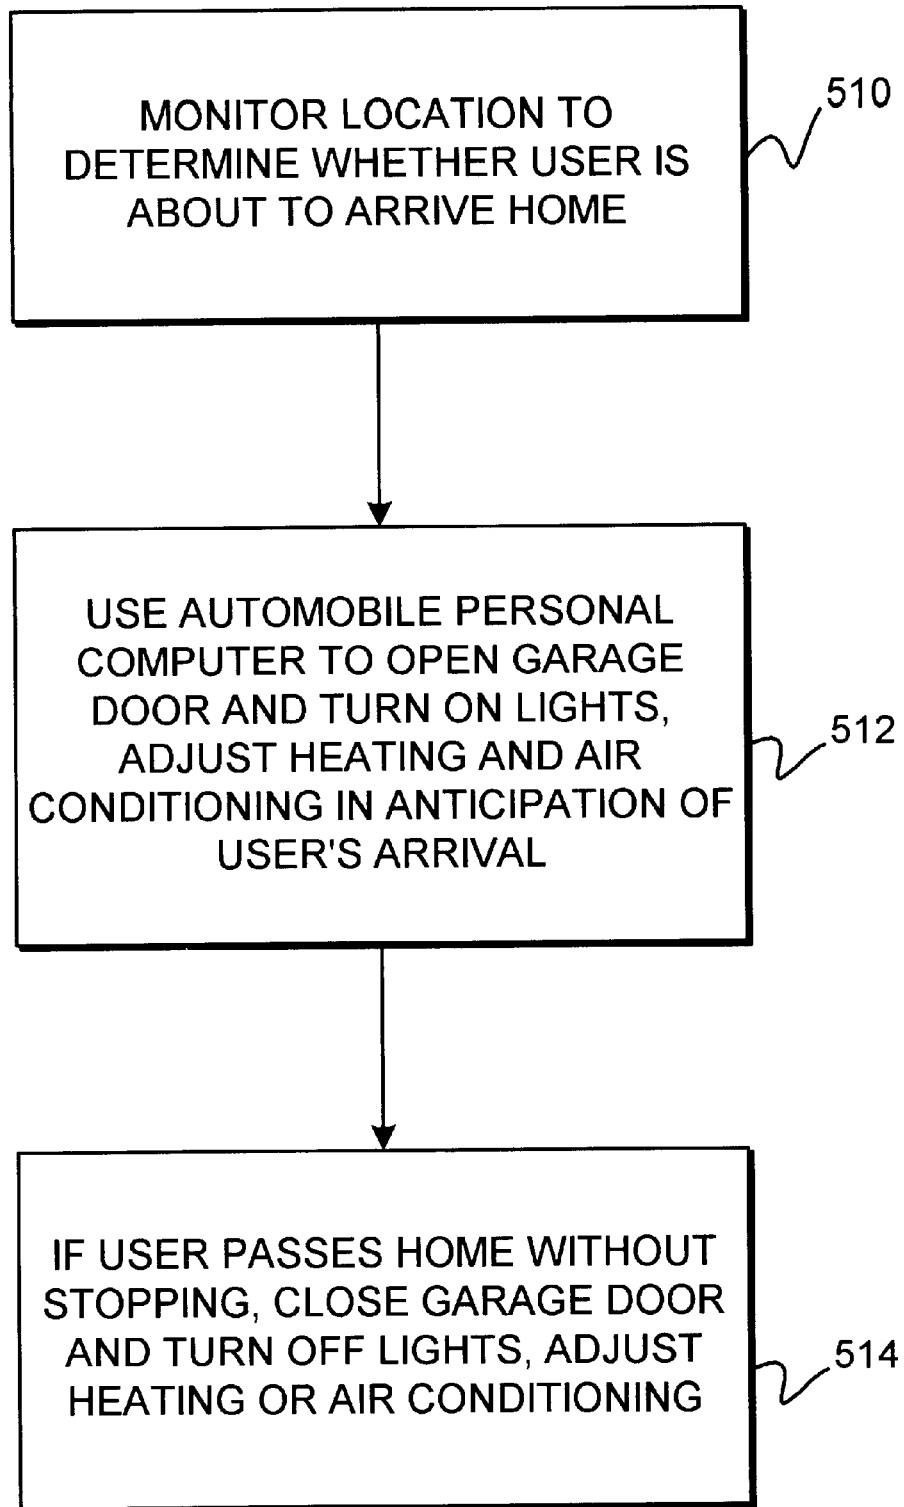 MONITOR LOCATION TO
DETERMINE WHETHER USER IS
ABOUT TO ARRIVE HOME
510
USE AUTOMOBILE PERSONAL
COMPUTER TO OPEN GARAGE
DOOR AND TURN ON LIGHTS,
ADJUST HEATING AND AIR
CONDITIONING IN ANTICIPATION OF
USER'S ARRIVAL
512
IF USER PASSES HOME WITHOUT
STOPPING, CLOSE GARAGE DOOR
AND TURN OFF LIGHTS, ADJUST
HEATING OR AIR CONDITIONING
514